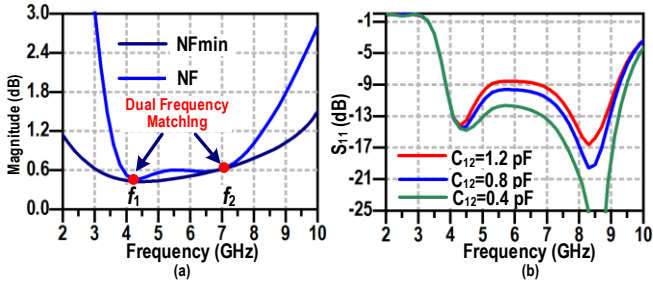 3.0
2.4
1.8
1.2
0.6
0.0
Magnitude (dB)
NFmin
NF
Dual Frequency
Matching
f1
f2
2 3 4 5 6 7 8 9 10
Frequency (GHz)
(a)
-1
-5
-9
-13
-17
-21
-25
S11 (dB)
C12=1.2 pF
C12=0.8 pF
C12=0.4 pF
2 3 4 5 6 7 8 9 10
Frequency (GHz)
(b)